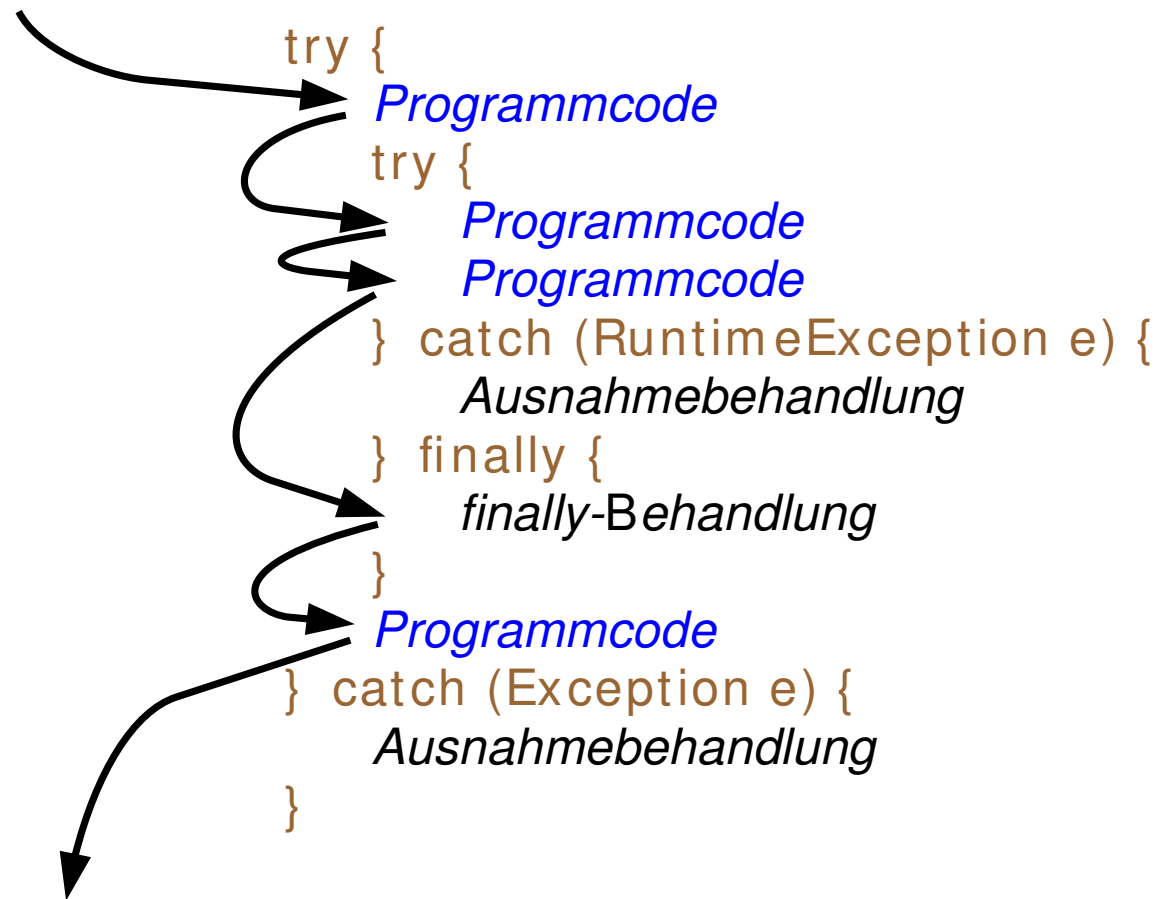 try {
Programmcode
try {
Programmcode
Programmcode
} catch (RuntimeException e) {
Ausnahmebehandlung
} finally {
finally-Behandlung
}
Programmcode
} catch (Exception e) {
Ausnahmebehandlung
}